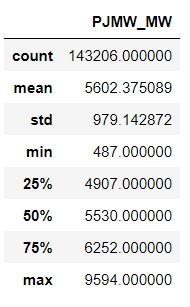 PJMW_MW
count 143206.000000
mean 5602.375089
std 979.142872
min 487.000000
25% 4907.000000
50% 5530.000000
75% 6252.000000
max 9594.000000